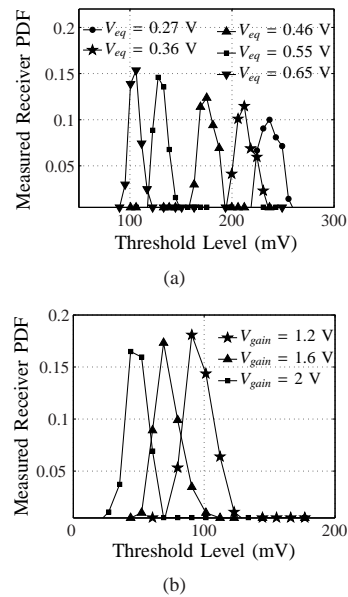 0.2
0.15
0.1
0.05
Measured Receiver PDF
V_eq = 0.27 V
V_eq = 0.36 V
V_eq = 0.46 V
V_eq = 0.55 V
V_eq = 0.65 V
100
200
300
Threshold Level (mV)
(a)
0.2
0.15
0.1
0.05
Measured Receiver PDF
V_gain = 1.2 V
V_gain = 1.6 V
V_gain = 2 V
0
100
200
Threshold Level (mV)
(b)